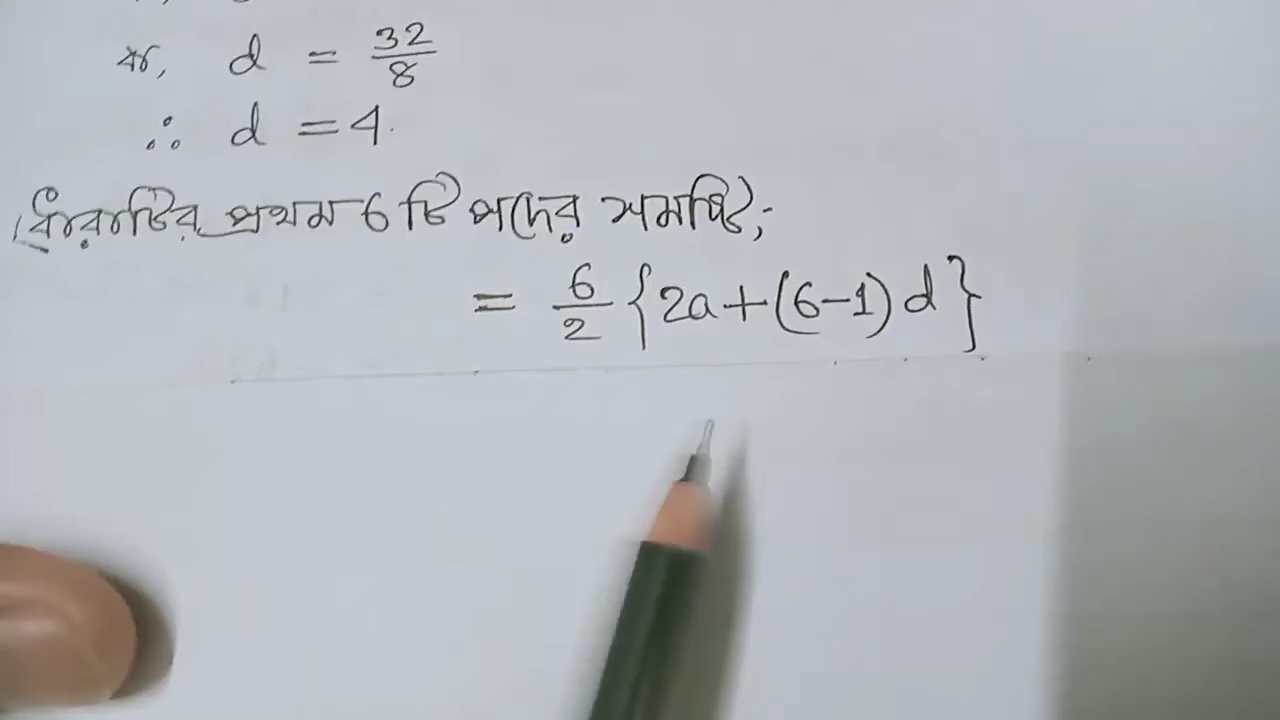 বা, d = 32/8
∴ d = 4.
ধারাটির প্রথম 6 টি পদের সমষ্টি;
= 6/2 {2a+(6-1)d}